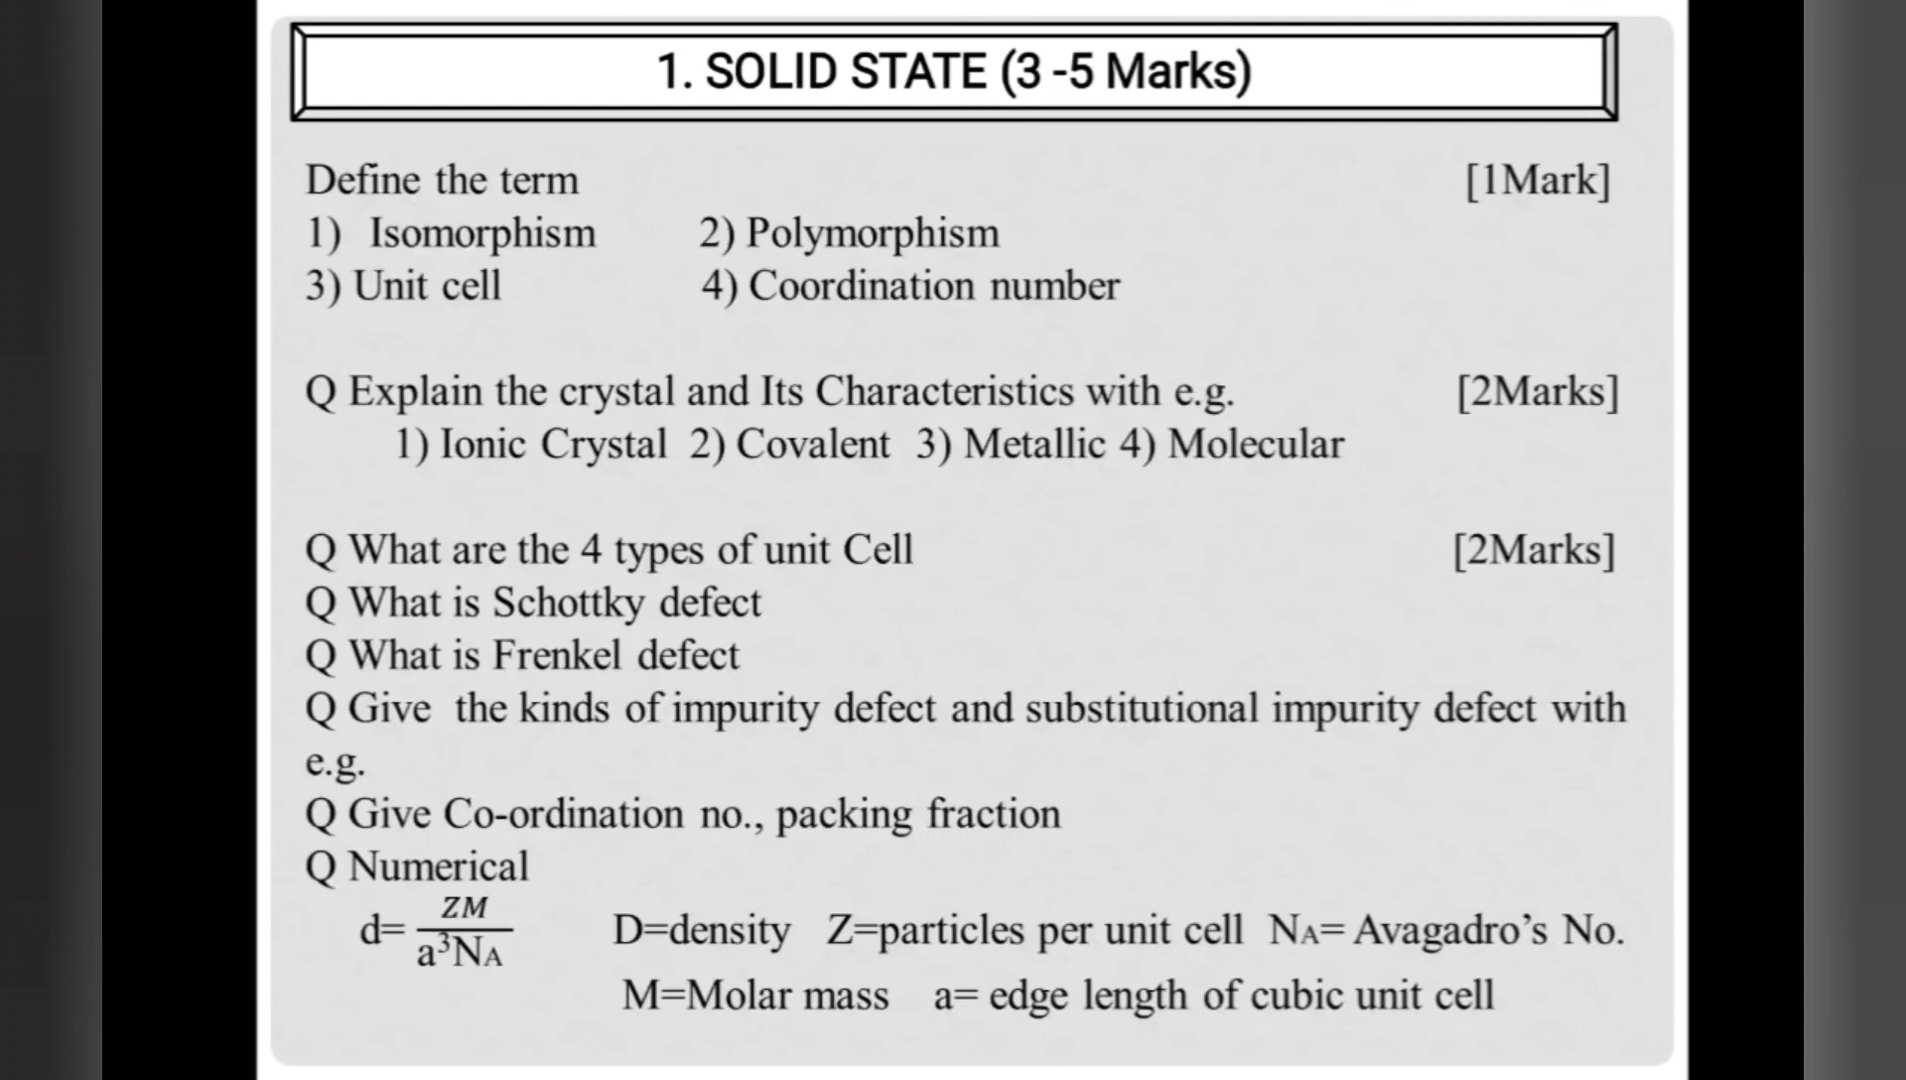 1. SOLID STATE (3 -5 Marks)
Define the term [1Mark]
1) Isomorphism 2) Polymorphism
3) Unit cell 4) Coordination number
Q Explain the crystal and Its Characteristics with e.g. [2Marks]
1) Ionic Crystal 2) Covalent 3) Metallic 4) Molecular
Q What are the 4 types of unit Cell [2Marks]
Q What is Schottky defect
Q What is Frenkel defect
Q Give the kinds of impurity defect and substitutional impurity defect with
e.g.
Q Give Co-ordination no., packing fraction
Q Numerical
d= ZM / a³NA D=density Z=particles per unit cell NA= Avagadro’s No.
M=Molar mass a= edge length of cubic unit cell